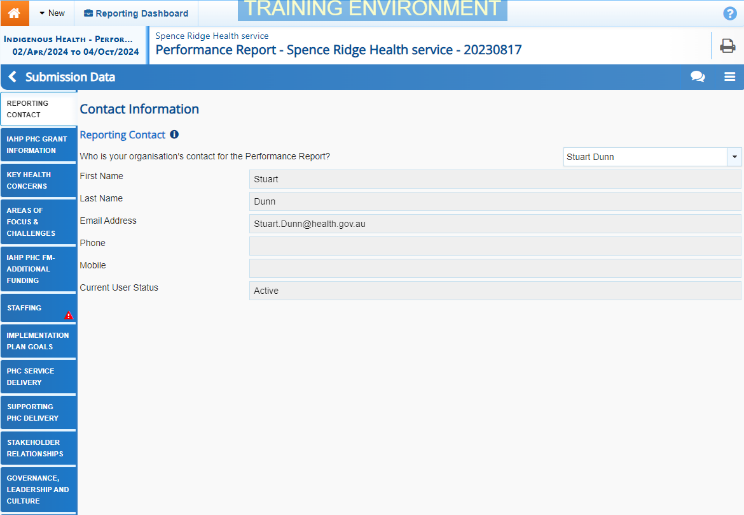 New
Reporting Dashboard
TRAINING ENVIRONMENT
?
Indigenous Health - Perfor...
02/Apr/2024 to 04/Oct/2024
Spence Ridge Health service
Performance Report - Spence Ridge Health service - 20230817
Submission Data
REPORTING
CONTACT
IAHP PHC GRANT
INFORMATION
KEY HEALTH
CONCERNS
AREAS OF
FOCUS &
CHALLENGES
IAHP PHC FM-
ADDITIONAL
FUNDING
STAFFING
IMPLEMENTATION
PLAN GOALS
PHC SERVICE
DELIVERY
SUPPORTING
PHC DELIVERY
STAKEHOLDER
RELATIONSHIPS
GOVERNANCE,
LEADERSHIP AND
CULTURE
Contact Information
Reporting Contact
Who is your organisation's contact for the Performance Report?
Stuart Dunn
First Name
Stuart
Last Name
Dunn
Email Address
Stuart.Dunn@health.gov.au
Phone
Mobile
Current User Status
Active